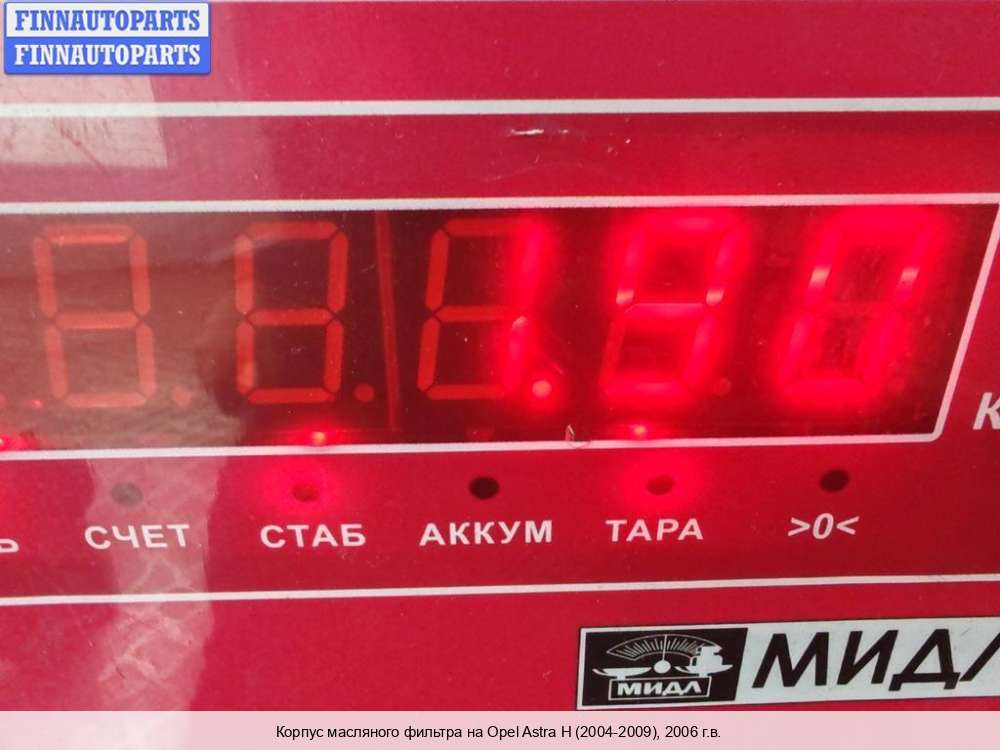 FINNAUTOPARTS
FINNAUTOPARTS
1.90
К
Ь СЧЕТ СТАБ АККУМ ТАРА >0<
МИДЛ МИДЛ
Корпус масляного фильтра на Opel Astra H (2004-2009), 2006 г.в.